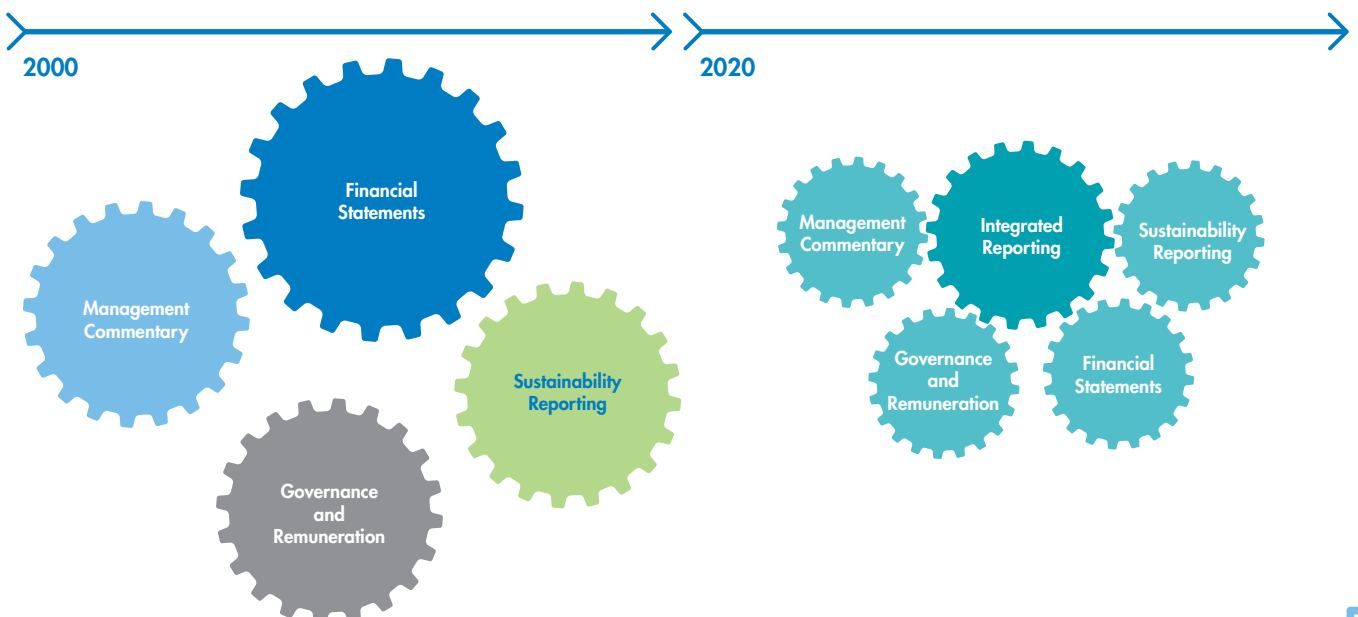 2000
2020
Financial
Statements
Management
Commentary
Sustainability
Reporting
Governance
and
Remuneration
Management
Commentary
Integrated
Reporting
Sustainability
Reporting
Governance
and
Remuneration
Financial
Statements